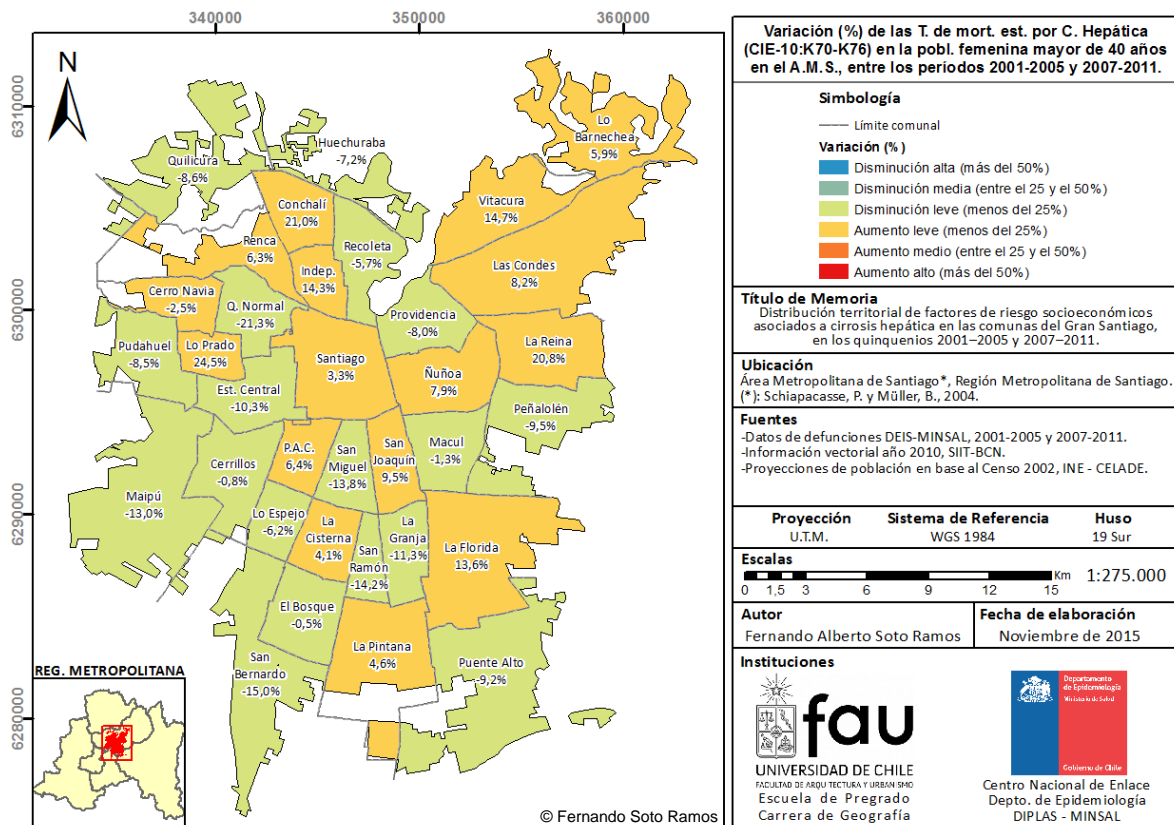 340000
350000
360000
6310000
6300000
6290000
6280000
N
Lo
Barnechea
5,9%
Huechuraba
-7,2%
Quilicura
-8,6%
Conchalí
21,0%
Vitacura
14,7%
Renca
6,3%
Recoleta
-5,7%
Indep.
14,3%
Las Condes
8,2%
Cerro Navia
-2,5%
Q. Normal
-21,3%
Providencia
-8,0%
Pudahuel
-8,5%
Lo Prado
24,5%
Santiago
3,3%
La Reina
20,8%
Ñuñoa
7,9%
Est. Central
-10,3%
Peñalolén
-9,5%
P.A.C.
6,4%
San
Miguel
-13,8%
San
Joaquín
9,5%
Macul
-1,3%
Cerrillos
-0,8%
Maipú
-13,0%
Lo Espejo
-6,2%
La
Cisterna
4,1%
San
Ramón
-14,2%
La
Granja
-11,3%
La Florida
13,6%
El Bosque
-0,5%
La Pintana
4,6%
San
Bernardo
-15,0%
Puente Alto
-9,2%
REG. METROPOLITANA
© Fernando Soto Ramos
Variación (%) de las T. de mort. est. por C. Hepática
(CIE-10:K70-K76) en la pobl. femenina mayor de 40 años
en el A.M.S., entre los períodos 2001-2005 y 2007-2011.
Simbología
Límite comunal
Variación (%)
Disminución alta (más del 50%)
Disminución media (entre el 25 y el 50%)
Disminución leve (menos del 25%)
Aumento leve (menos del 25%)
Aumento medio (entre el 25 y el 50%)
Aumento alto (más del 50%)
Título de Memoria
Distribución territorial de factores de riesgo socioeconómicos
asociados a cirrosis hepática en las comunas del Gran Santiago,
en los quinquenios 2001–2005 y 2007–2011.
Ubicación
Área Metropolitana de Santiago*, Región Metropolitana de Santiago.
(*): Schiapacasse, P. y Müller, B., 2004.
Fuentes
-Datos de defunciones DEIS-MINSAL, 2001-2005 y 2007-2011.
-Información vectorial año 2010, SIIT-BCN.
-Proyecciones de población en base al Censo 2002, INE - CELADE.
Proyección Sistema de Referencia Huso
U.T.M. WGS 1984 19 Sur
Escalas
Km 1:275.000
0 1,5 3 6 9 12 15
Autor
Fernando Alberto Soto Ramos
Fecha de elaboración
Noviembre de 2015
Instituciones
fau
UNIVERSIDAD DE CHILE
FACULTAD DE ARQUITECTURA Y URBANISMO
Escuela de Pregrado
Carrera de Geografía
Departamento
de Epidemiología
Ministerio de Salud
Gobierno de Chile
Centro Nacional de Enlace
Depto. de Epidemiología
DIPLAS - MINSAL